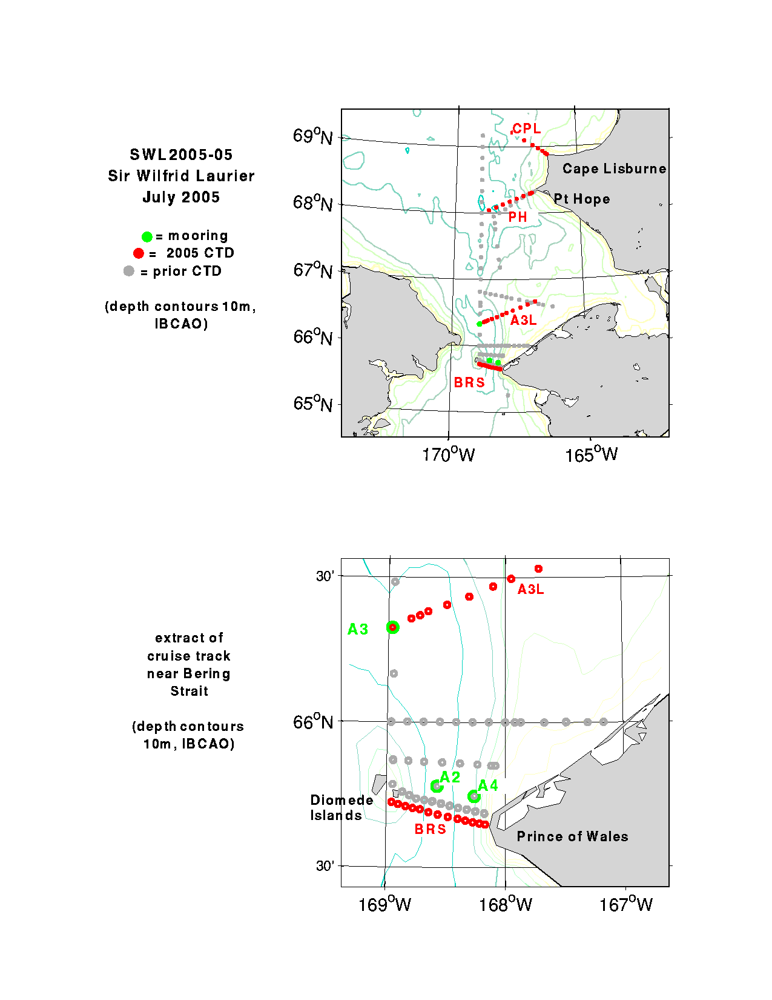 SWL2005-05
Sir Wilfrid Laurier
July 2005
= mooring
= 2005 CTD
= prior CTD
(depth contours 10m,
IBCAO)
69°N
68°N
67°N
66°N
65°N
170°W
165°W
CPL
Cape Lisburne
Pt Hope
PH
A3L
BRS
extract of
cruise track
near Bering
Strait
(depth contours
10m, IBCAO)
30'
66°N
30'
169°W
168°W
167°W
A3L
A3
A2
A4
Diomede
Islands
BRS
Prince of Wales